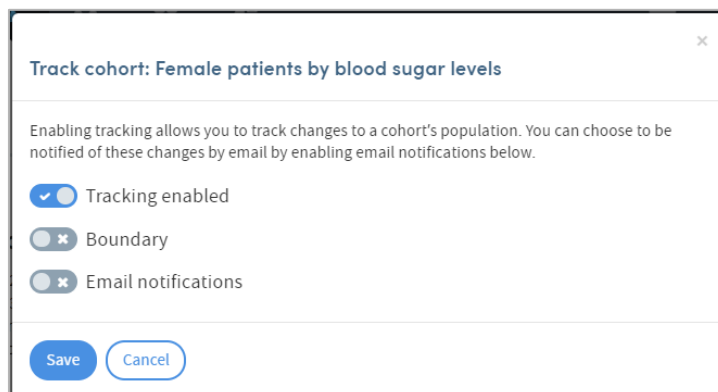 Track cohort: Female patients by blood sugar levels
Enabling tracking allows you to track changes to a cohort's population. You can choose to be
notified of these changes by email by enabling email notifications below.
Tracking enabled
Boundary
Email notifications
Save
Cancel